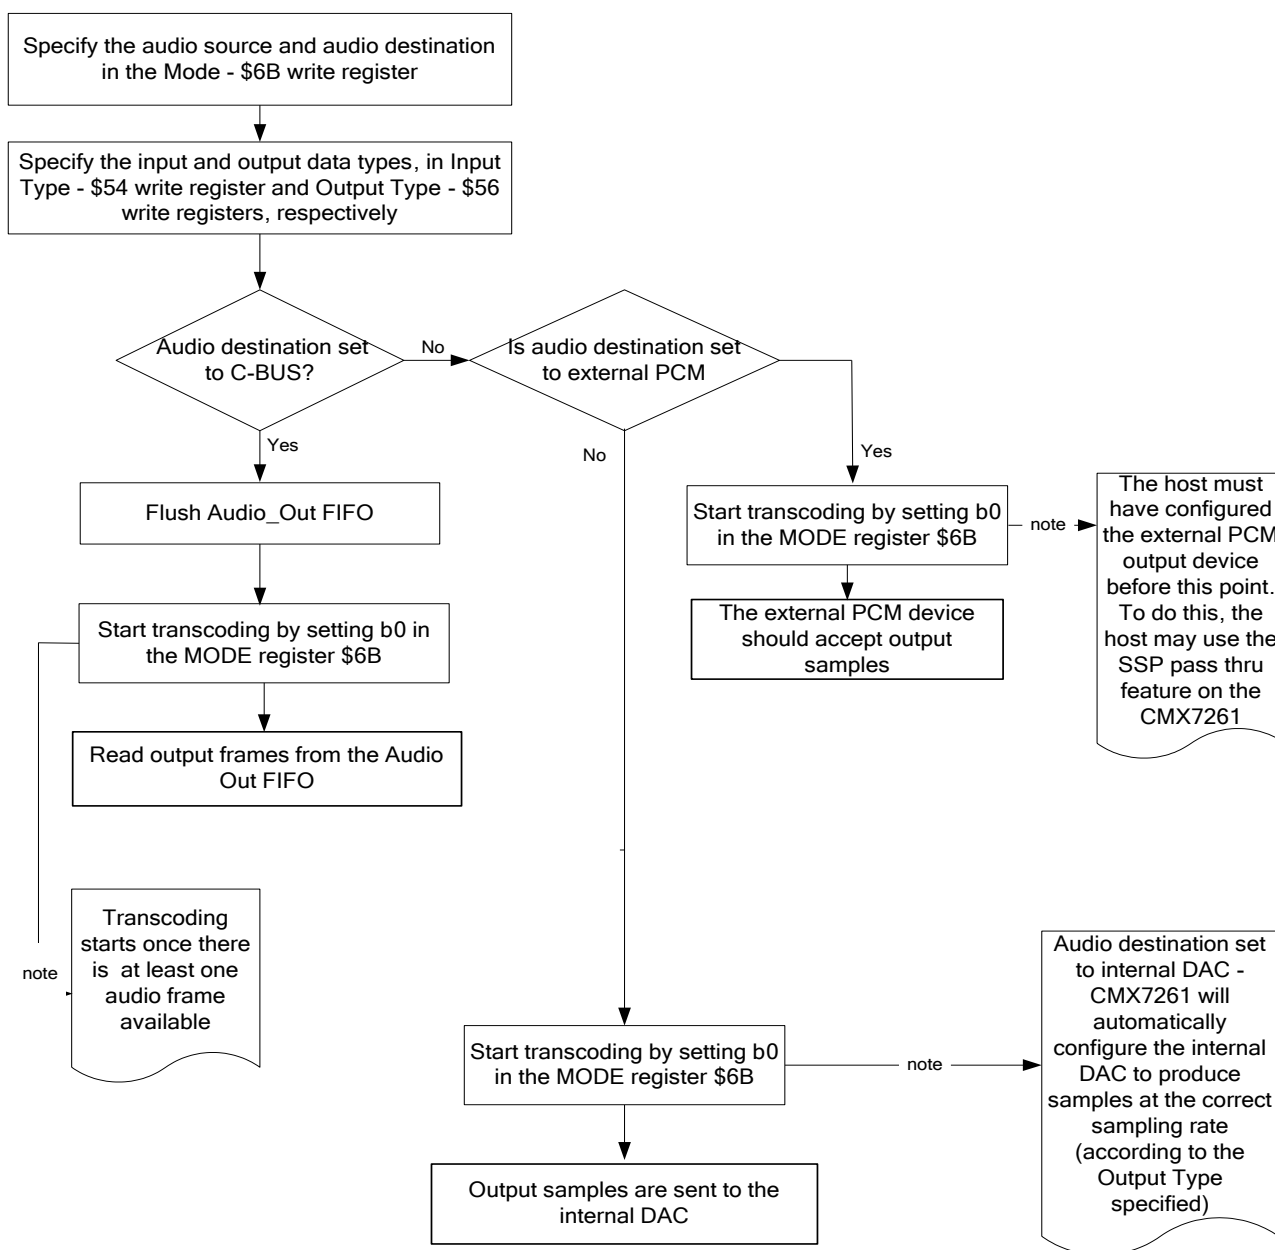 Specify the audio source and audio destination
in the Mode - $6B write register
Specify the input and output data types, in Input
Type - $54 write register and Output Type - $56
write registers, respectively
Audio destination set
to C-BUS?
No
Is audio destination set
to external PCM
Yes
No
Yes
Flush Audio_Out FIFO
Start transcoding by setting b0
in the MODE register $6B
note
The host must
have configured
the external PCM
output device
before this point.
To do this, the
host may use the
SSP pass thru
feature on the
CMX7261
Start transcoding by setting b0 in
the MODE register $6B
The external PCM device
should accept output
samples
Read output frames from the Audio
Out FIFO
note
Transcoding
starts once there
is at least one
audio frame
available
Start transcoding by setting b0
in the MODE register $6B
note
Audio destination set
to internal DAC -
CMX7261 will
automatically
configure the internal
DAC to produce
samples at the correct
sampling rate
(according to the
Output Type
specified)
Output samples are sent to the
internal DAC